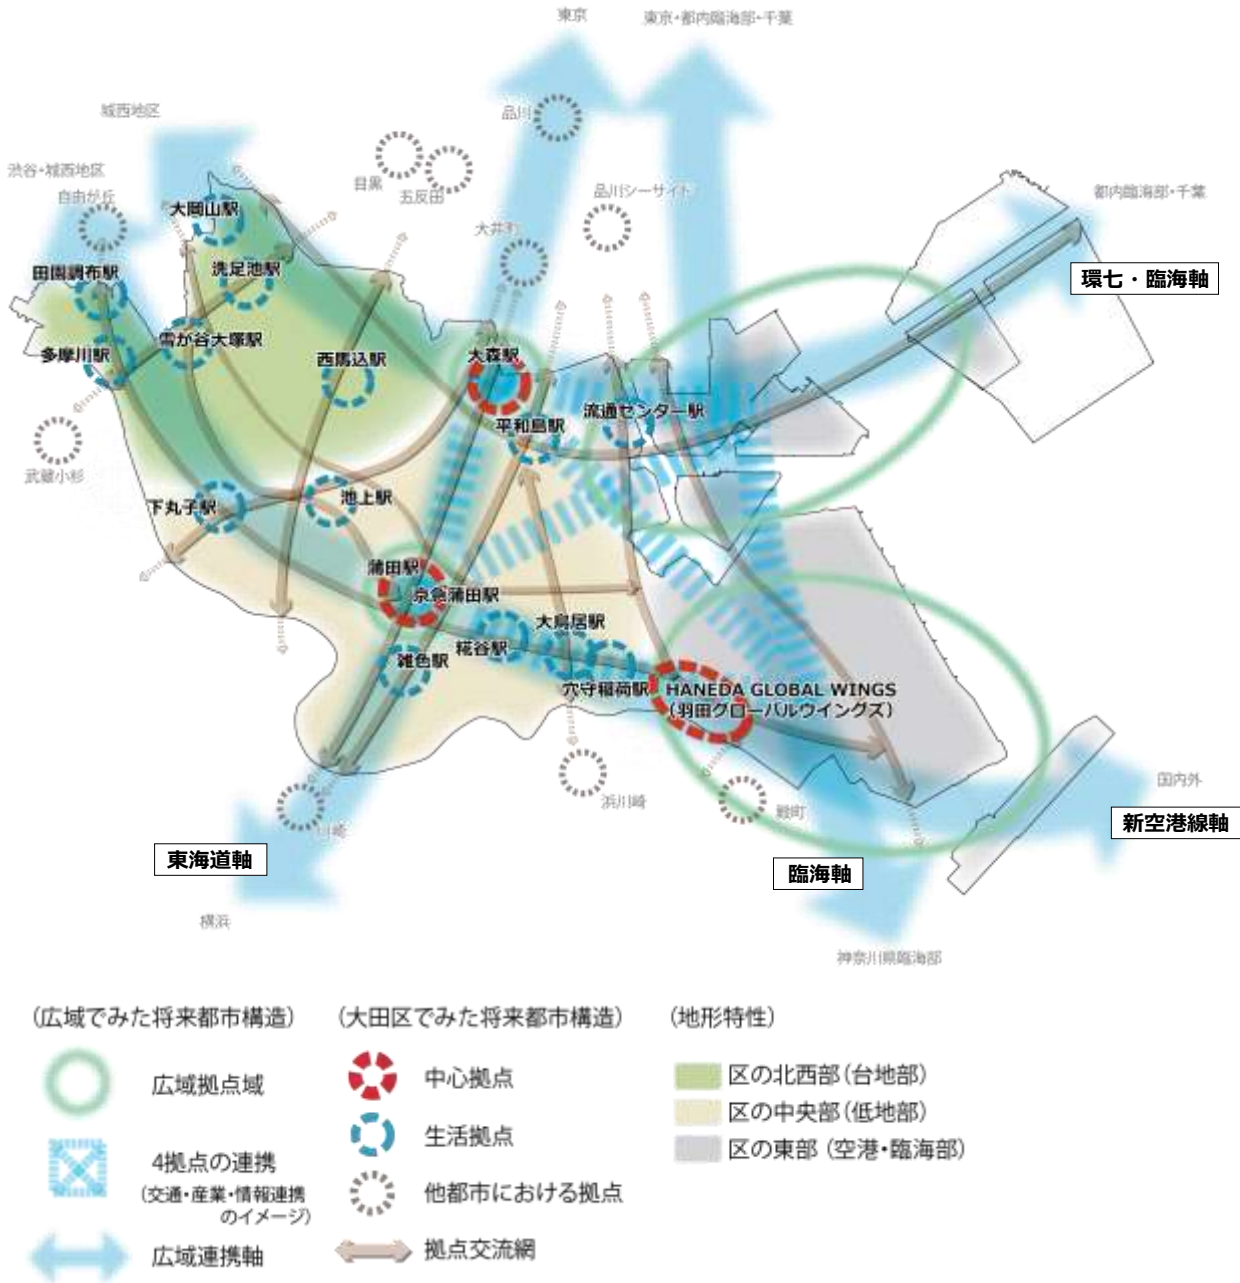 東京
東京・都内臨海部・千葉
城西地区
品川
渋谷・城西地区
自由が丘
目黒
五反田
品川シーサイド
都内臨海部・千葉
大岡山駅
大井町
田園調布駅
洗足池駅
環七・臨海軸
多摩川駅
雪が谷大塚駅
西馬込駅
大森駅
流通センター駅
平和島駅
武蔵小杉
下丸子駅
池上駅
蒲田駅
京急蒲田駅
大鳥居駅
糀谷駅
雑色駅
穴守稲荷駅
HANEDA GLOBAL WINGS
(羽田グローバルウイングズ)
国内外
浜川崎
殿町
川崎
新空港線軸
東海道軸
臨海軸
横浜
神奈川県臨海部
(広域でみた将来都市構造)
広域拠点域
4拠点の連携
(交通・産業・情報連携
のイメージ)
広域連携軸
(大田区でみた将来都市構造)
中心拠点
生活拠点
他都市における拠点
拠点交流網
(地形特性)
区の北西部(台地部)
区の中央部(低地部)
区の東部(空港・臨海部)